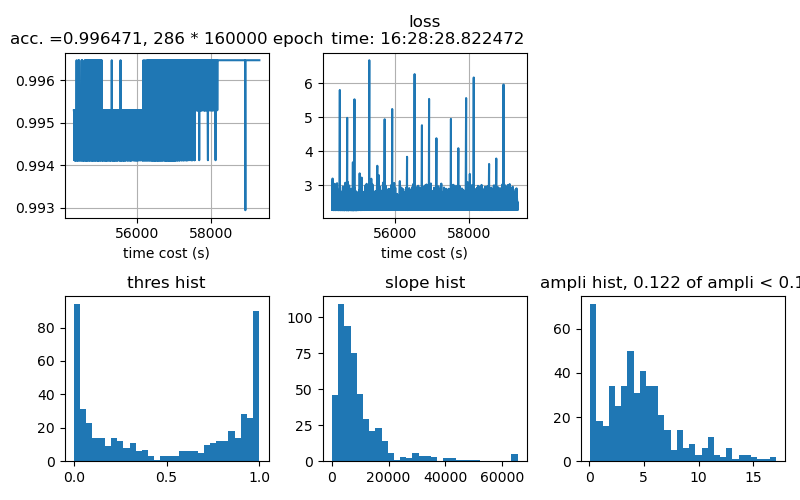 loss
acc. =0.996471, 286 * 160000 epoch time: 16:28:28.822472
0.996
0.995
0.994
0.993
56000 58000
time cost (s)
6
5
4
3
56000 58000
time cost (s)
thres hist
80
60
40
20
0
0.0 0.5 1.0
slope hist
100
75
50
25
0
0 20000 40000 60000
ampli hist, 0.122 of ampli < 0.1
60
40
20
0
0 5 10 15